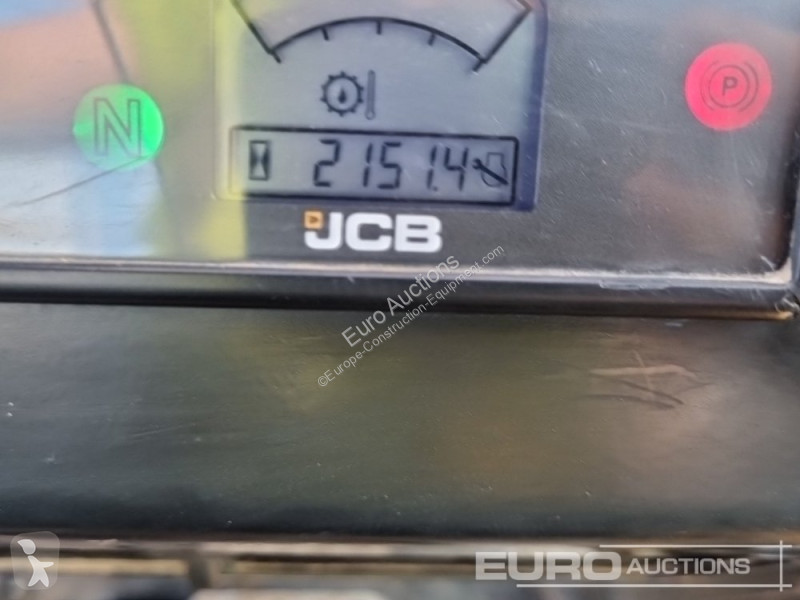 N
P
2151.4
JCB
Euro Auctions
©Europe-Construction-Equipment.com
EURO AUCTIONS